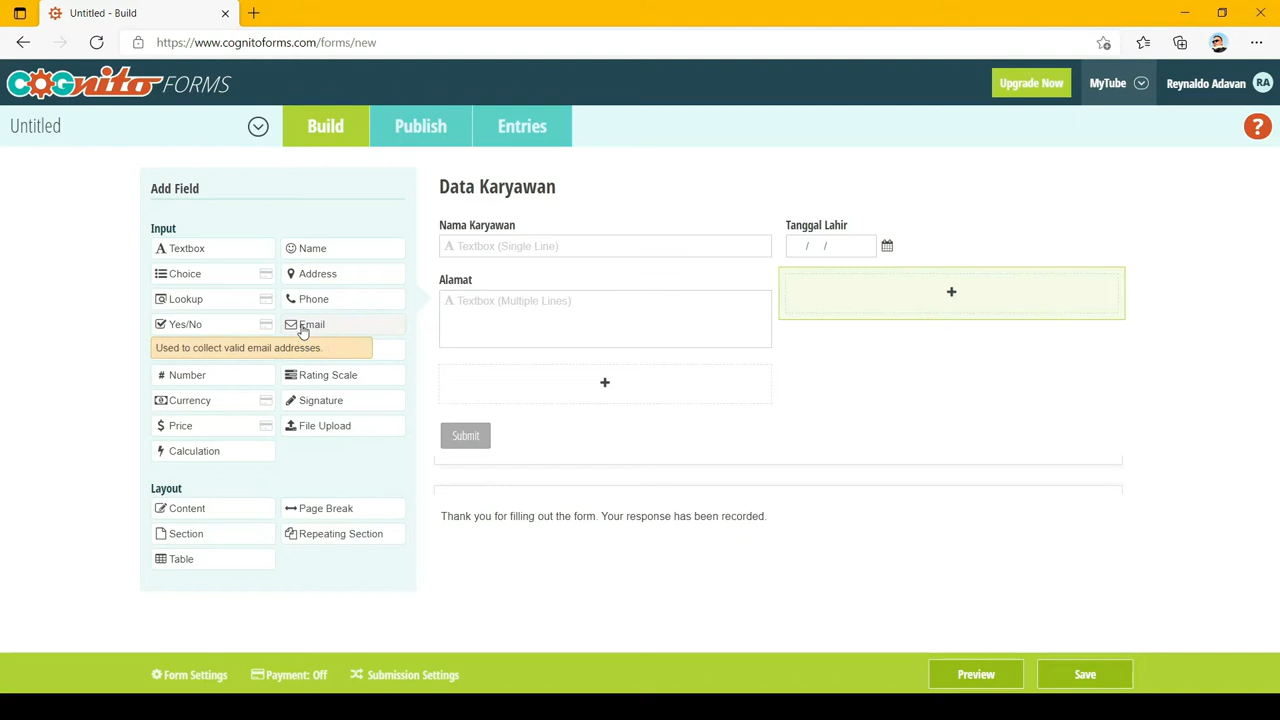 Untitled - Build
https://www.cognitoforms.com/forms/new
COGnito FORMS
Upgrade Now
MyTube
Reynaldo Adavan
RA
Untitled
Build
Publish
Entries
?
Add Field
Input
Textbox
Name
Choice
Address
Lookup
Phone
Yes/No
Email
Used to collect valid email addresses.
# Number
Rating Scale
Currency
Signature
$ Price
File Upload
Calculation
Layout
Content
Page Break
Section
Repeating Section
Table
Data Karyawan
Nama Karyawan
Textbox (Single Line)
Tanggal Lahir
/ /
Alamat
Textbox (Multiple Lines)
+
+
Submit
Thank you for filling out the form. Your response has been recorded.
Form Settings
Payment: Off
Submission Settings
Preview
Save